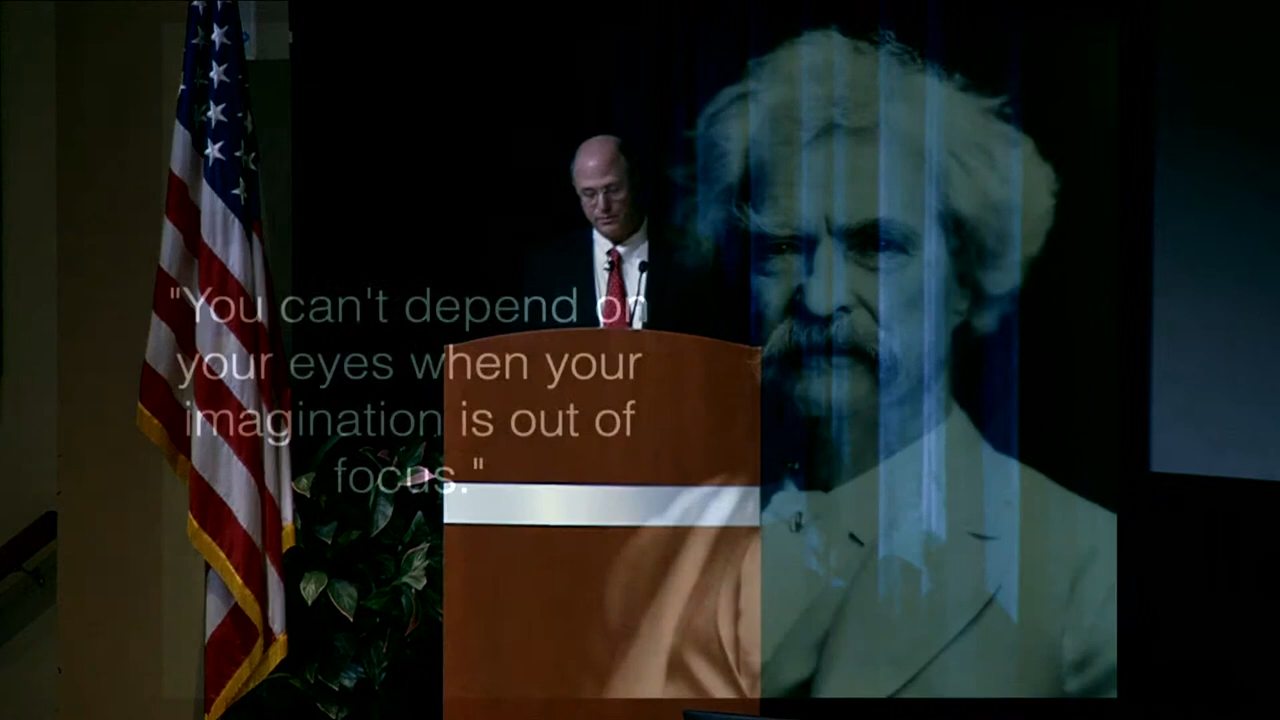 "You can't depend on
your eyes when your
imagination is out of
focus."